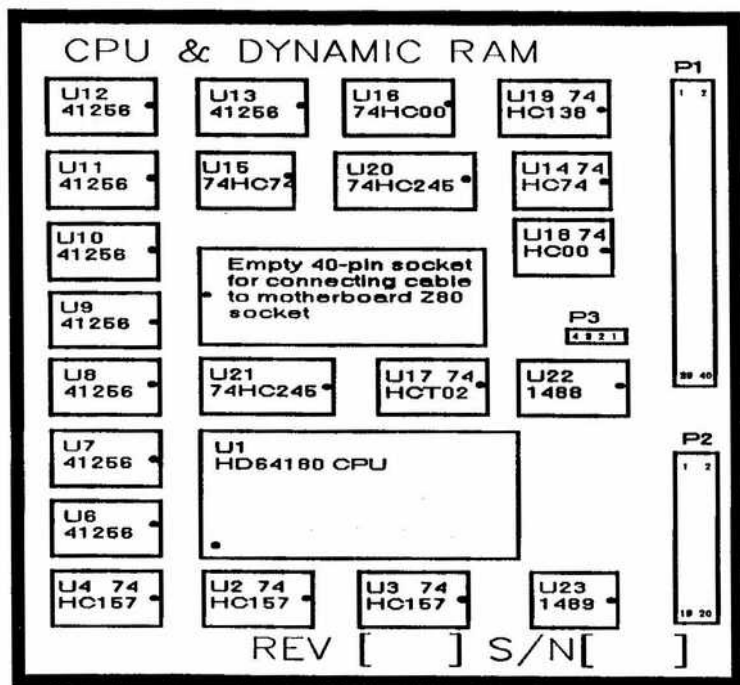 CPU & DYNAMIC RAM
P1
1 2
U12
41256
U13
41256
U16
74HC00
U19 74
HC138
U11
41256
U15
74HC74
U20
74HC245
U14 74
HC74
U10
41256
Empty 40-pin socket
for connecting cable
to motherboard Z80
socket
U18 74
HC00
U9
41256
P3
4 3 2 1
39 40
U8
41256
U21
74HC245
U17 74
HCT02
U22
1488
U7
41256
U1
HD64180 CPU
P2
1 2
U6
41256
U4 74
HC157
U2 74
HC157
U3 74
HC157
U23
1489
19 20
REV [ ] S/N[ ]